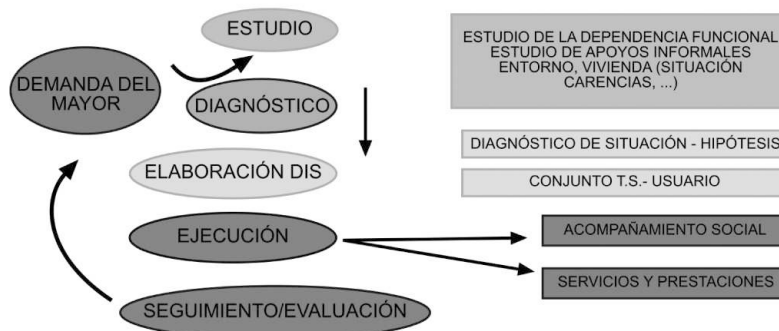 ESTUDIO
DEMANDA DEL
MAYOR
DIAGNÓSTICO
ELABORACIÓN DIS
EJECUCIÓN
SEGUIMIENTO/EVALUACIÓN
ESTUDIO DE LA DEPENDENCIA FUNCIONAL
ESTUDIO DE APOYOS INFORMALES
ENTORNO, VIVIENDA (SITUACIÓN
CARENCIAS, ...)
DIAGNÓSTICO DE SITUACIÓN - HIPÓTESIS
CONJUNTO T.S.- USUARIO
ACOMPAÑAMIENTO SOCIAL
SERVICIOS Y PRESTACIONES